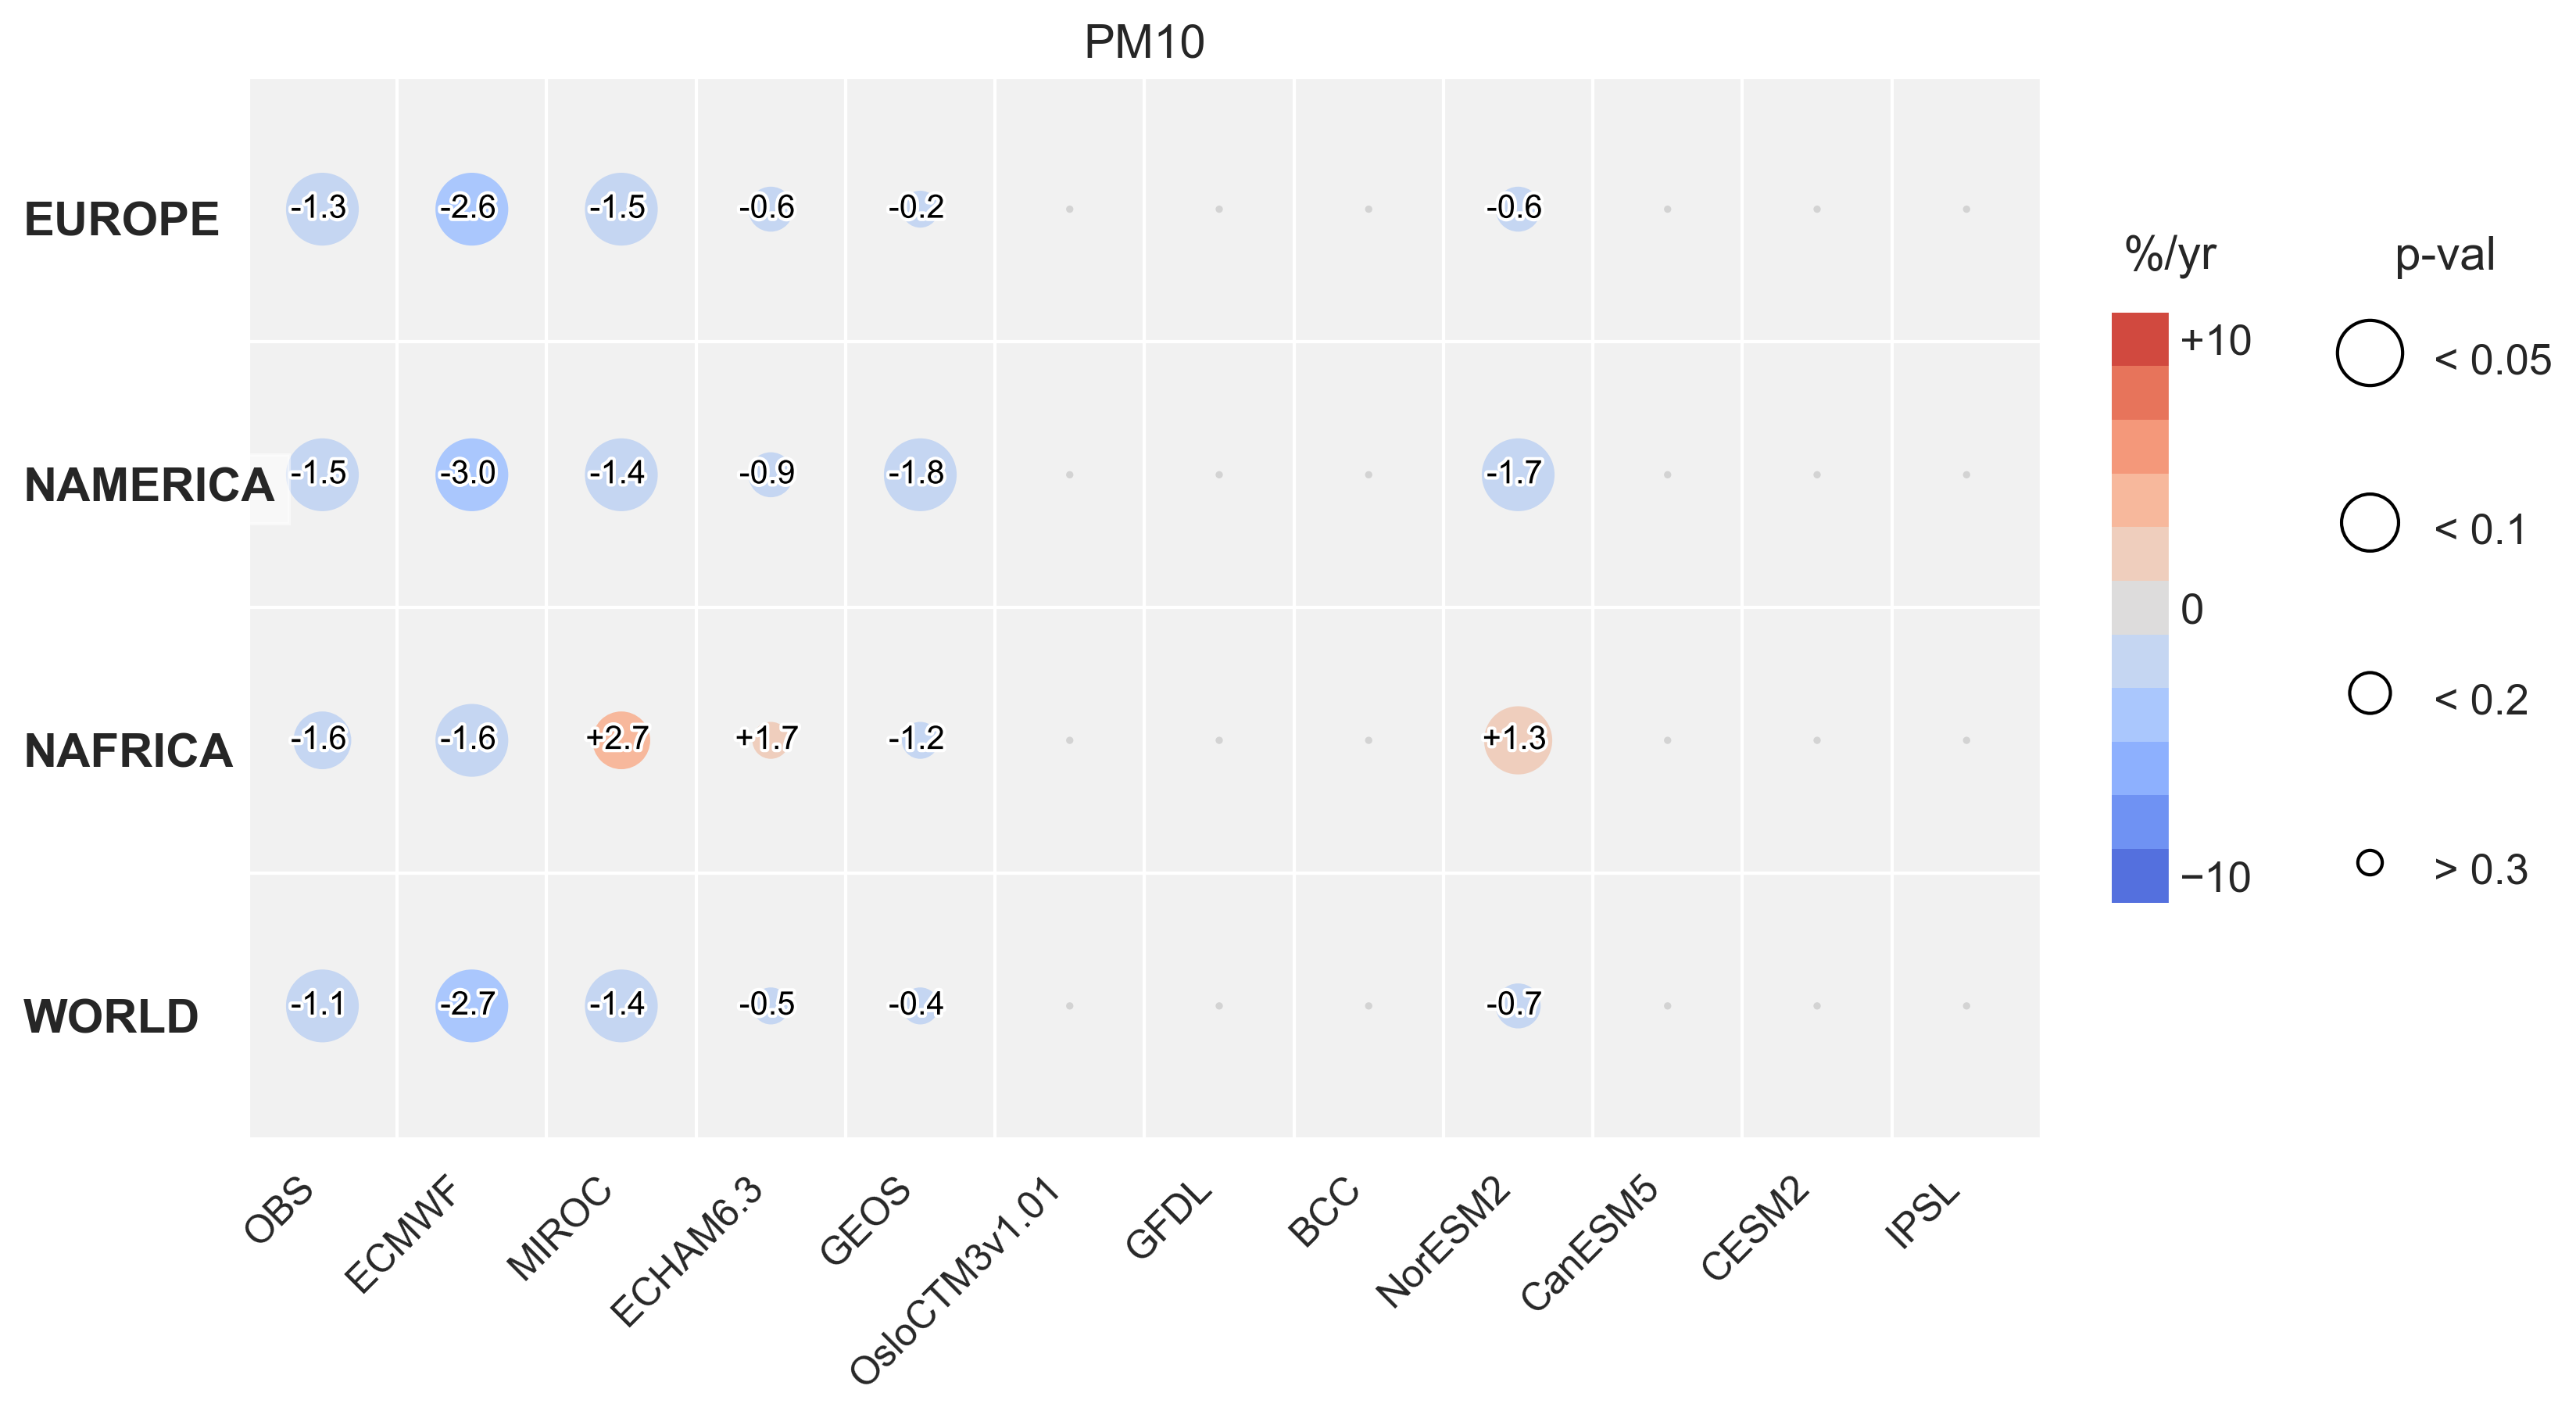 PM10
EUROPE -1.3 -2.6 -1.5 -0.6 -0.2 -0.6
NAMERICA -1.5 -3.0 -1.4 -0.9 -1.8 -1.7
NAFRICA -1.6 -1.6 +2.7 +1.7 -1.2 +1.3
WORLD -1.1 -2.7 -1.4 -0.5 -0.4 -0.7
OBS
ECMWF
MIROC
ECHAM6.3
GEOS
OsloCTM3v1.01
GFDL
BCC
NorESM2
CanESM5
CESM2
IPSL
%/yr
+10
0
−10
p-val
< 0.05
< 0.1
< 0.2
> 0.3